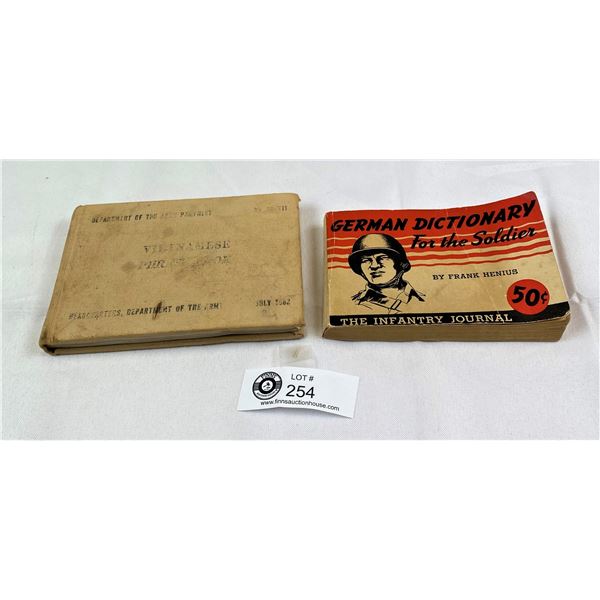 DEPARTMENT OF THE ARMY PAMPHLET
VIETNAMESE
PHRASE BOOK
HEADQUARTERS, DEPARTMENT OF THE ARMY
JULY 1962
GERMAN DICTIONARY
For the Soldier
BY FRANK HENIUS
50¢
THE INFANTRY JOURNAL
LOT#
254
www.finnsauctionhouse.com